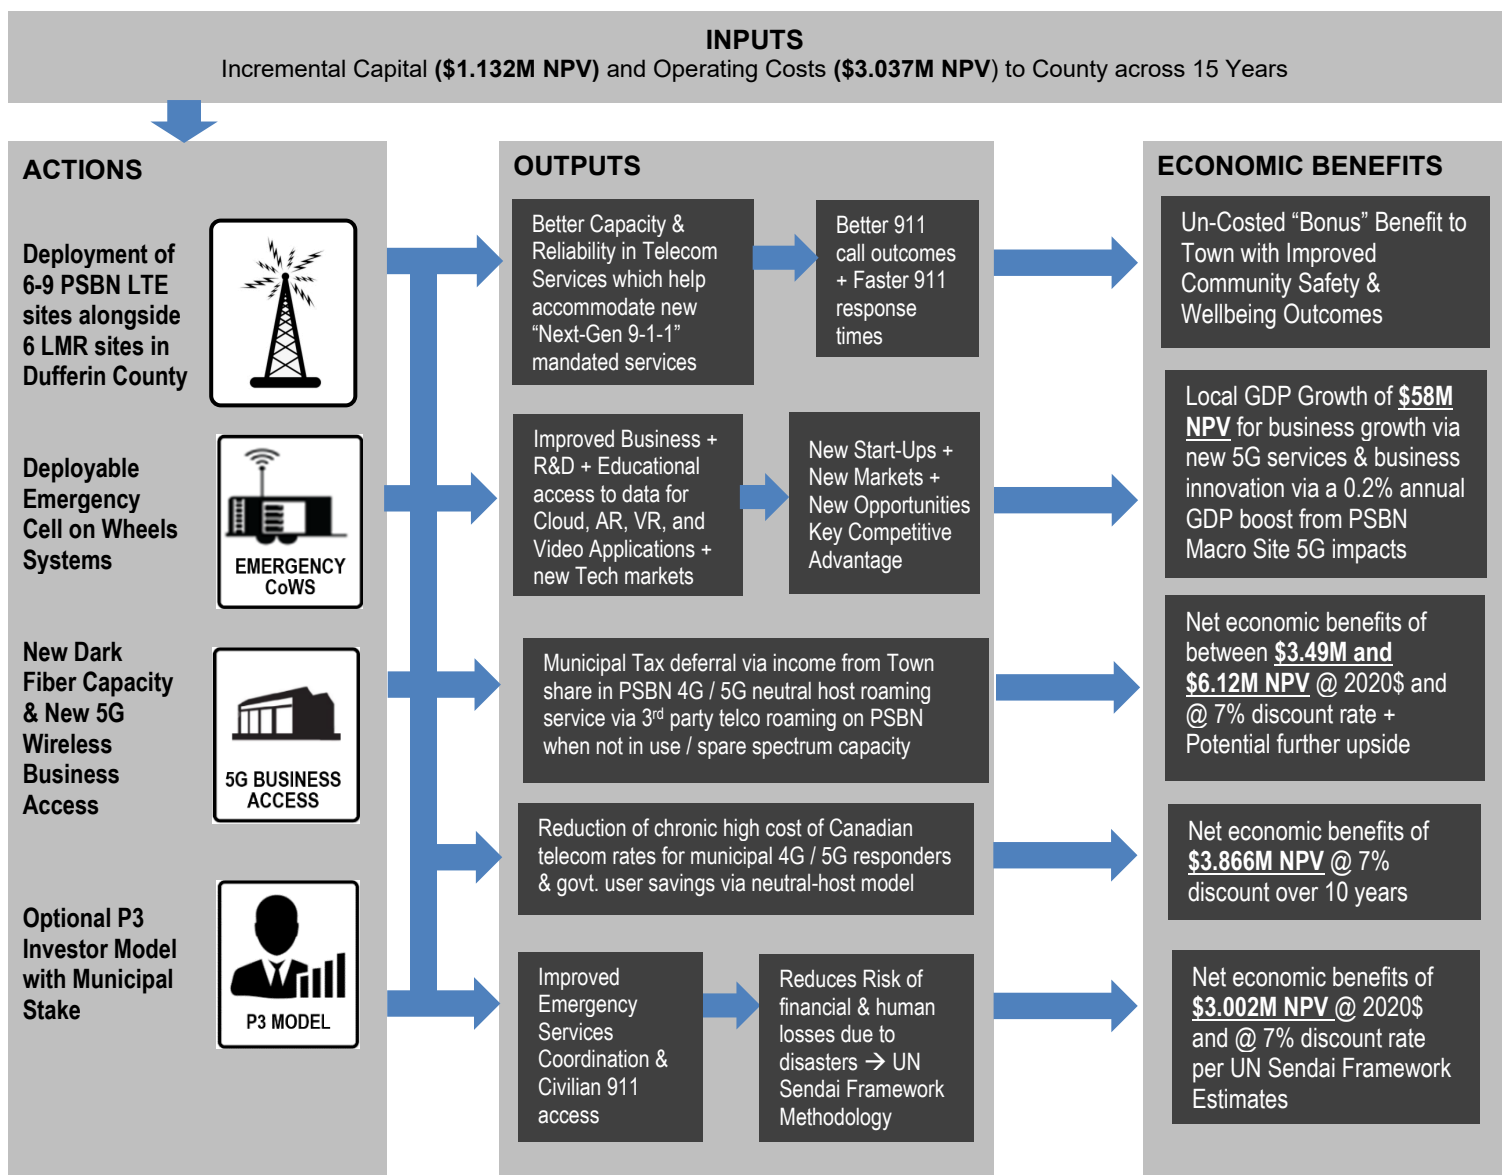 INPUTS
Incremental Capital ($1.132M NPV) and Operating Costs ($3.037M NPV) to County across 15 Years
ACTIONS
Deployment of
6-9 PSBN LTE
sites alongside
6 LMR sites in
Dufferin County
Deployable
Emergency
Cell on Wheels
Systems
EMERGENCY
CoWS
New Dark
Fiber Capacity
& New 5G
Wireless
Business
Access
5G BUSINESS
ACCESS
Optional P3
Investor Model
with Municipal
Stake
P3 MODEL
OUTPUTS
Better Capacity &
Reliability in Telecom
Services which help
accommodate new
“Next-Gen 9-1-1”
mandated services
Better 911
call outcomes
+ Faster 911
response
times
Improved Business +
R&D + Educational
access to data for
Cloud, AR, VR, and
Video Applications +
new Tech markets
New Start-Ups +
New Markets +
New Opportunities
Key Competitive
Advantage
Municipal Tax deferral via income from Town
share in PSBN 4G / 5G neutral host roaming
service via 3rd party telco roaming on PSBN
when not in use / spare spectrum capacity
Reduction of chronic high cost of Canadian
telecom rates for municipal 4G / 5G responders
& govt. user savings via neutral-host model
Improved
Emergency
Services
Coordination &
Civilian 911
access
Reduces Risk of
financial & human
losses due to
disasters → UN
Sendai Framework
Methodology
ECONOMIC BENEFITS
Un-Costed “Bonus” Benefit to
Town with Improved
Community Safety &
Wellbeing Outcomes
Local GDP Growth of $58M
NPV for business growth via
new 5G services & business
innovation via a 0.2% annual
GDP boost from PSBN
Macro Site 5G impacts
Net economic benefits of
between $3.49M and
$6.12M NPV @ 2020$ and
@ 7% discount rate +
Potential further upside
Net economic benefits of
$3.866M NPV @ 7%
discount over 10 years
Net economic benefits of
$3.002M NPV @ 2020$
and @ 7% discount rate
per UN Sendai Framework
Estimates